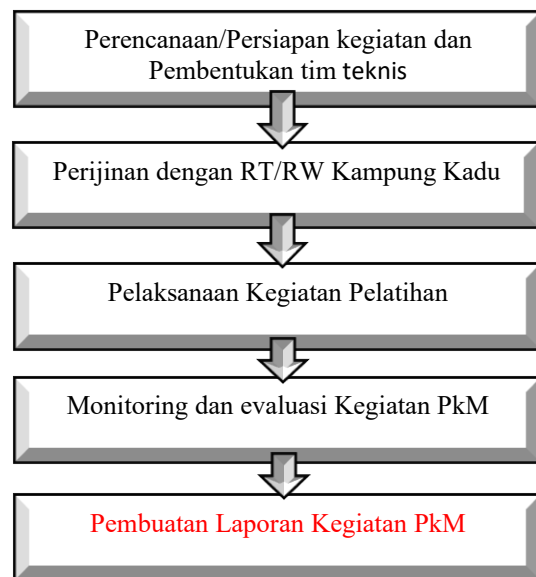 Perencanaan/Persiapan kegiatan dan
Pembentukan tim teknis
Perijinan dengan RT/RW Kampung Kadu
Pelaksanaan Kegiatan Pelatihan
Monitoring dan evaluasi Kegiatan PkM
Pembuatan Laporan Kegiatan PkM